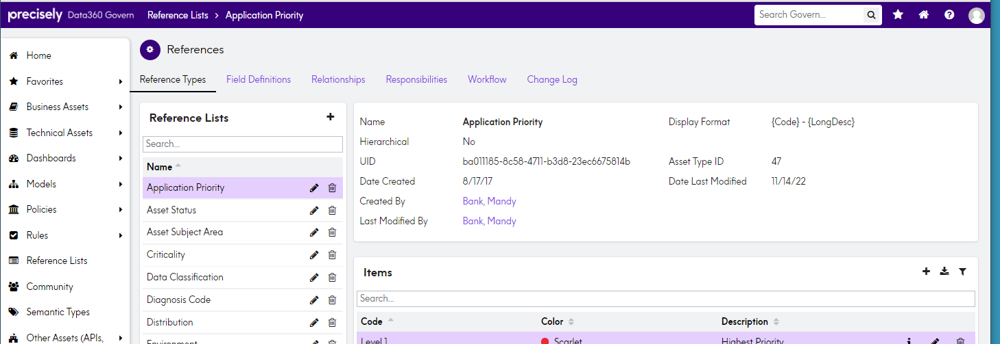 precisely Data360 Govern Reference Lists > Application Priority Search Govern...
Home
Favorites
Business Assets
Technical Assets
Dashboards
Models
Policies
Rules
Reference Lists
Community
Semantic Types
Other Assets (APIs,
References
Reference Types Field Definitions Relationships Responsibilities Workflow Change Log
Reference Lists
Search...
Name
Application Priority
Asset Status
Asset Subject Area
Criticality
Data Classification
Diagnosis Code
Distribution
Environment
Name Application Priority Display Format {Code} - {LongDesc}
Hierarchical No
UID ba011185-8c58-4711-b3d8-23ec6675814b Asset Type ID 47
Date Created 8/17/17 Date Last Modified 11/14/22
Created By Bank, Mandy
Last Modified By Bank, Mandy
Items
Search...
Code Color Description
Level 1 Scarlet Highest Priority